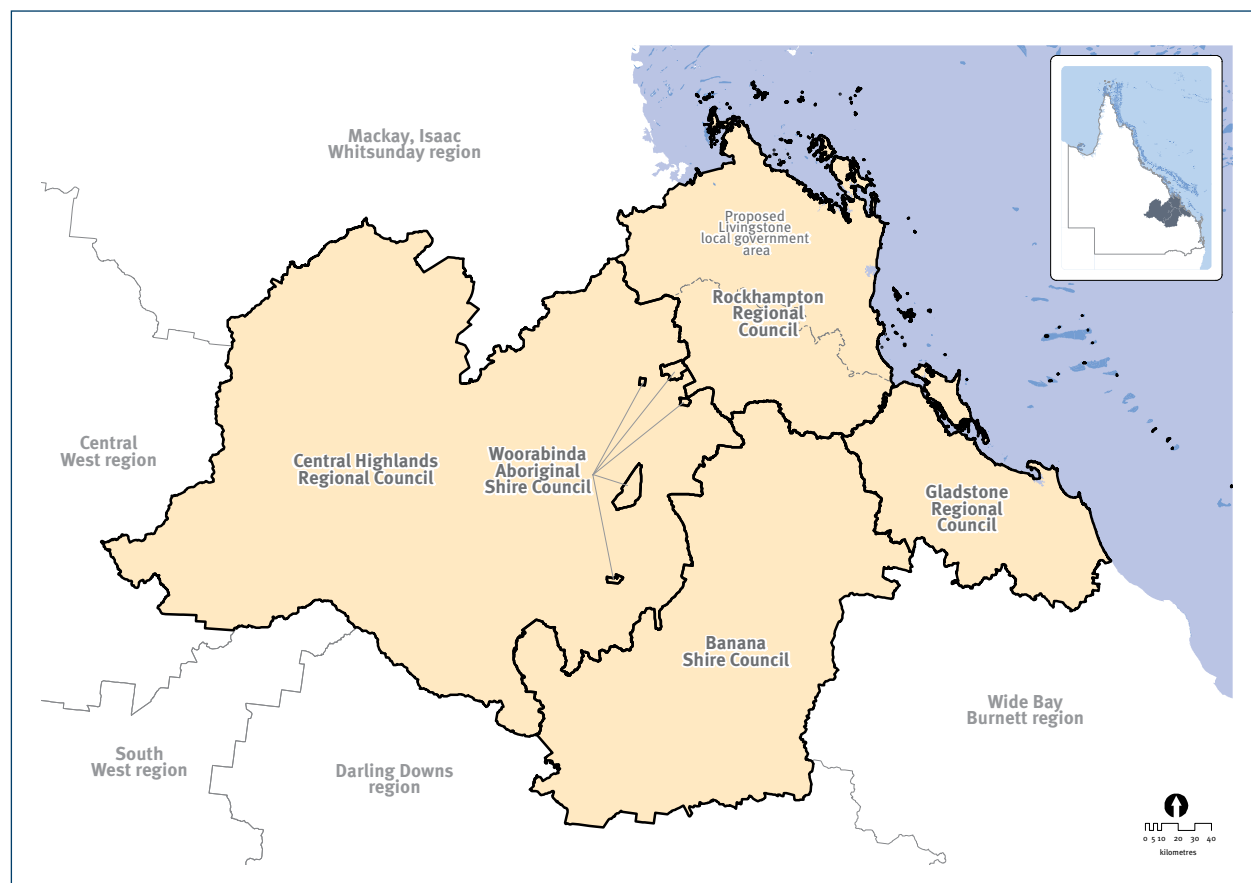 Mackay, Isaac
Whitsunday region
Proposed
Livingstone
local government
area
Rockhampton
Regional
Council
Central
West region
Central Highlands
Regional Council
Woorabinda
Aboriginal
Shire Council
Gladstone
Regional
Council
Banana
Shire Council
Wide Bay
Burnett region
South
West region
Darling Downs
region
0 5 10 20 30 40
kilometres